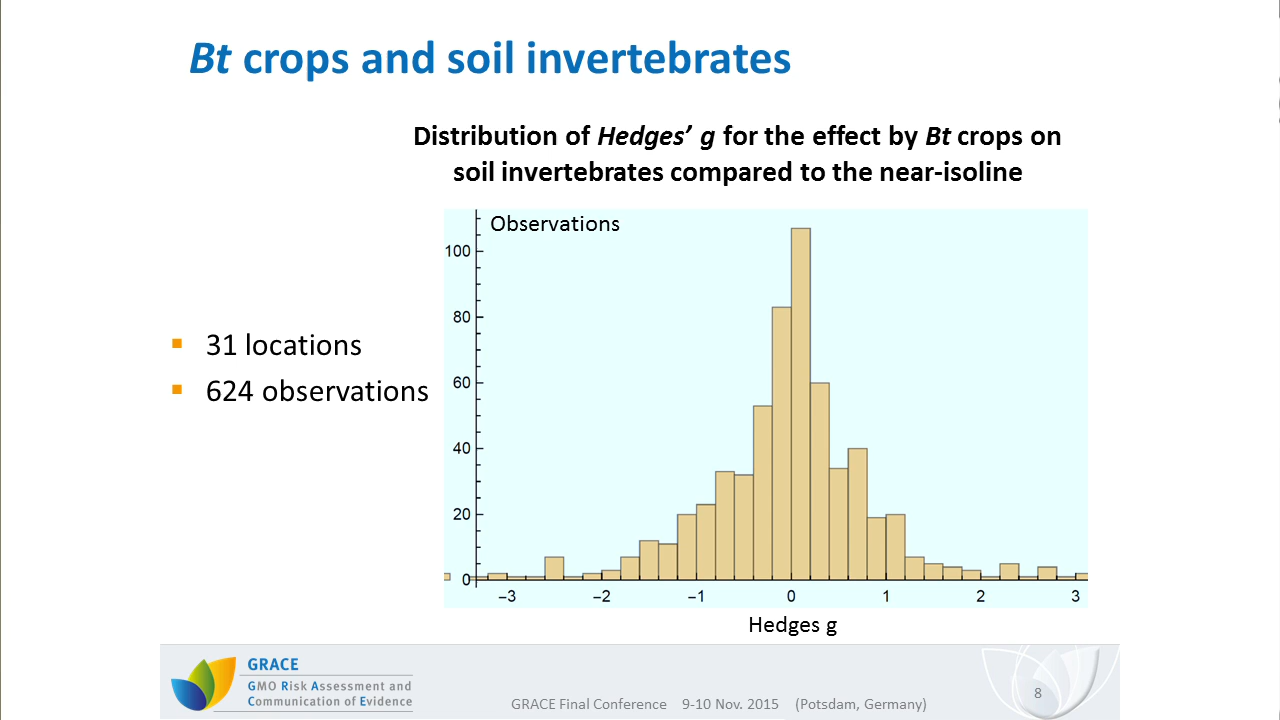 Bt crops and soil invertebrates
Distribution of Hedges’ g for the effect by Bt crops on
soil invertebrates compared to the near-isoline
Observations
100
80
60
40
20
0
−3 −2 −1 0 1 2 3
Hedges g
▪ 31 locations
▪ 624 observations
GRACE
GMO Risk Assessment and
Communication of Evidence
GRACE Final Conference 9-10 Nov. 2015 (Potsdam, Germany)
8